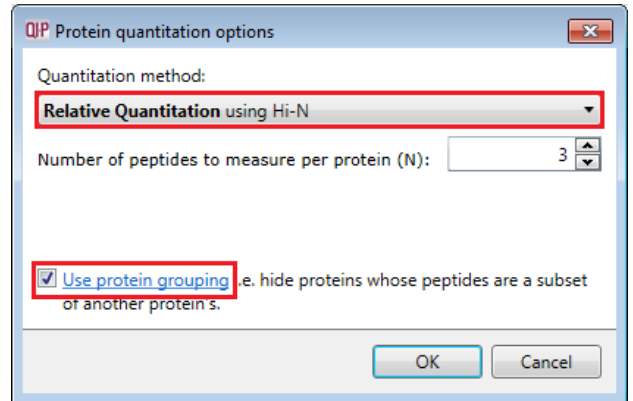 QIP Protein quantitation options
Quantitation method:
Relative Quantitation using Hi-N
Number of peptides to measure per protein (N): 3
Use protein grouping .e. hide proteins whose peptides are a subset
of another protein's.
OK Cancel